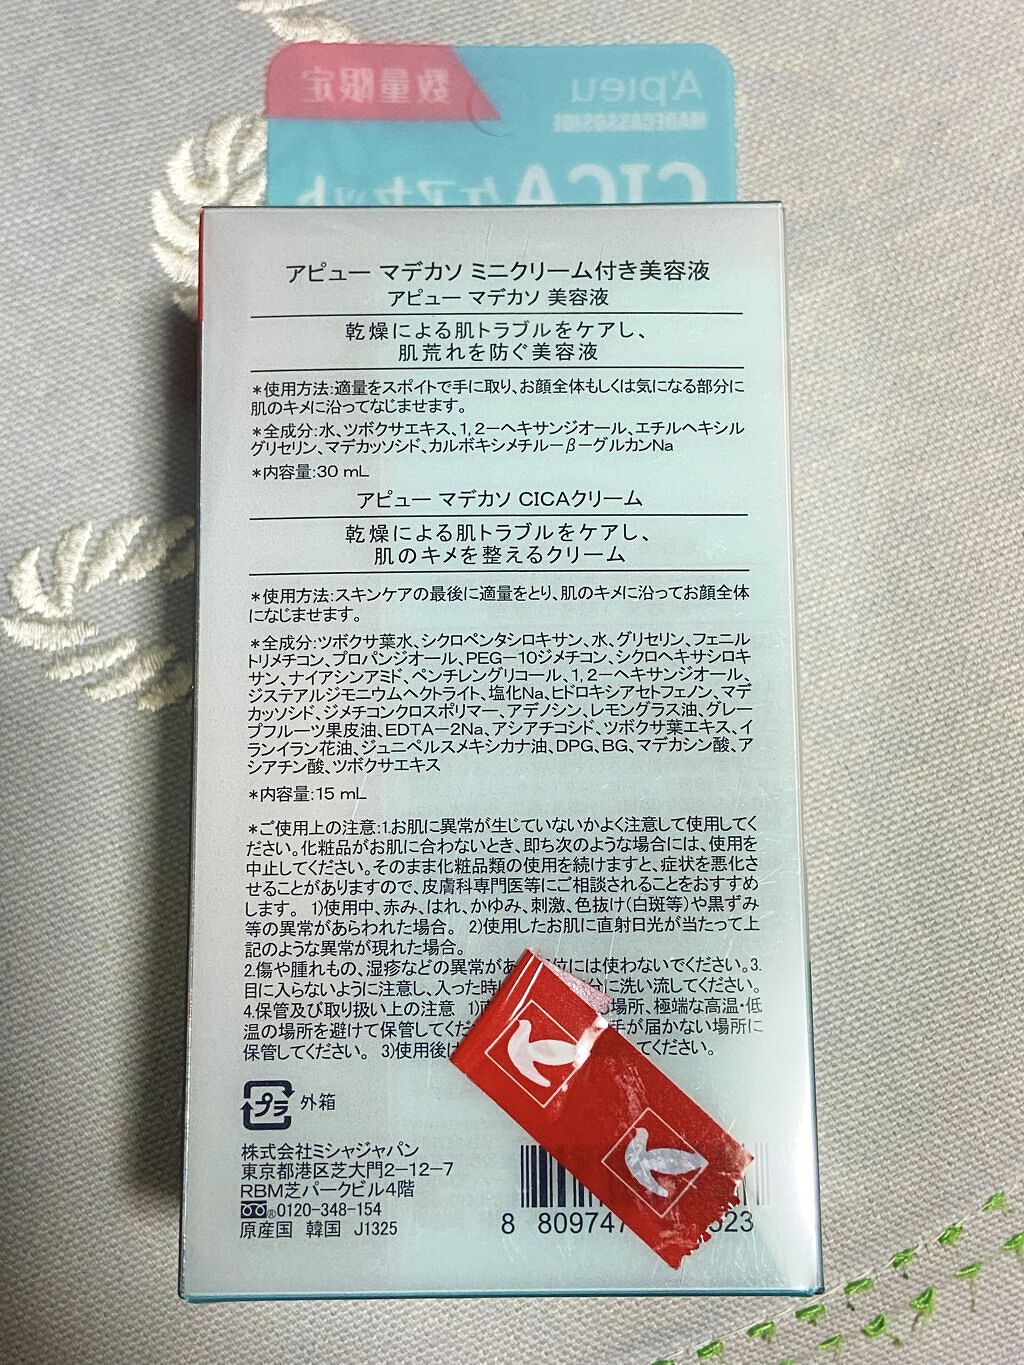 数量限定
A'pieu
MADECASSOSIDE
CICAケアセット
アピュー マデカソ ミニクリーム付き美容液
アピュー マデカソ 美容液
乾燥による肌トラブルをケアし、
肌荒れを防ぐ美容液
*使用方法:適量をスポイトで手に取り、お顔全体もしくは気になる部分に
肌のキメに沿ってなじませます。
*全成分:水、ツボクサエキス、1,2ーヘキサンジオール、エチルヘキシル
グリセリン、マデカッソシド、カルボキシメチルーβーグルカンNa
*内容量:30 mL
アピュー マデカソ CICAクリーム
乾燥による肌トラブルをケアし、
肌のキメを整えるクリーム
*使用方法:スキンケアの最後に適量をとり、肌のキメに沿ってお顔全体
になじませます。
*全成分:ツボクサ葉水、シクロペンタシロキサン、水、グリセリン、フェニル
トリメチコン、プロパンジオール、PEGー10ジメチコン、シクロヘキサシロキ
サン、ナイアシンアミド、ペンチレングリコール、1,2ーヘキサンジオール、
ジステアルジモニウムヘクトライト、塩化Na、ヒドロキシアセトフェノン、マデ
カッソシド、ジメチコンクロスポリマー、アデノシン、レモングラス油、グレー
プフルーツ果皮油、EDTAー2Na、アシアチコシド、ツボクサ葉エキス、イ
ランイラン花油、ジュニペルスメキシカナ油、DPG、BG、マデカシン酸、ア
シアチン酸、ツボクサエキス
*内容量:15 mL
*ご使用上の注意:1.お肌に異常が生じていないかよく注意して使用してく
ださい。化粧品がお肌に合わないとき、即ち次のような場合には、使用を
中止してください。そのまま化粧品類の使用を続けますと、症状を悪化さ
せることがありますので、皮膚科専門医等にご相談されることをおすすめ
します。 1)使用中、赤み、はれ、かゆみ、刺激、色抜け(白斑等)や黒ずみ
等の異常があらわれた場合。 2)使用したお肌に直射日光が当たって上
記のような異常が現れた場合。
2.傷や腫れもの、湿疹などの異常があ 位には使わないでください。3.
目に入らないように注意し、入った時 分に洗い流してください。
4.保管及び取り扱い上の注意 1)直 場所、極端な高温・低
温の場所を避けて保管してくだ 手が届かない場所に
保管してください。 3)使用後は てください。
プラ 外箱
株式会社ミシャジャパン
東京都港区芝大門2ー12ー7
RBM芝パークビル4階
®0120-348-154
原産国 韓国 J1325
8 809747 523